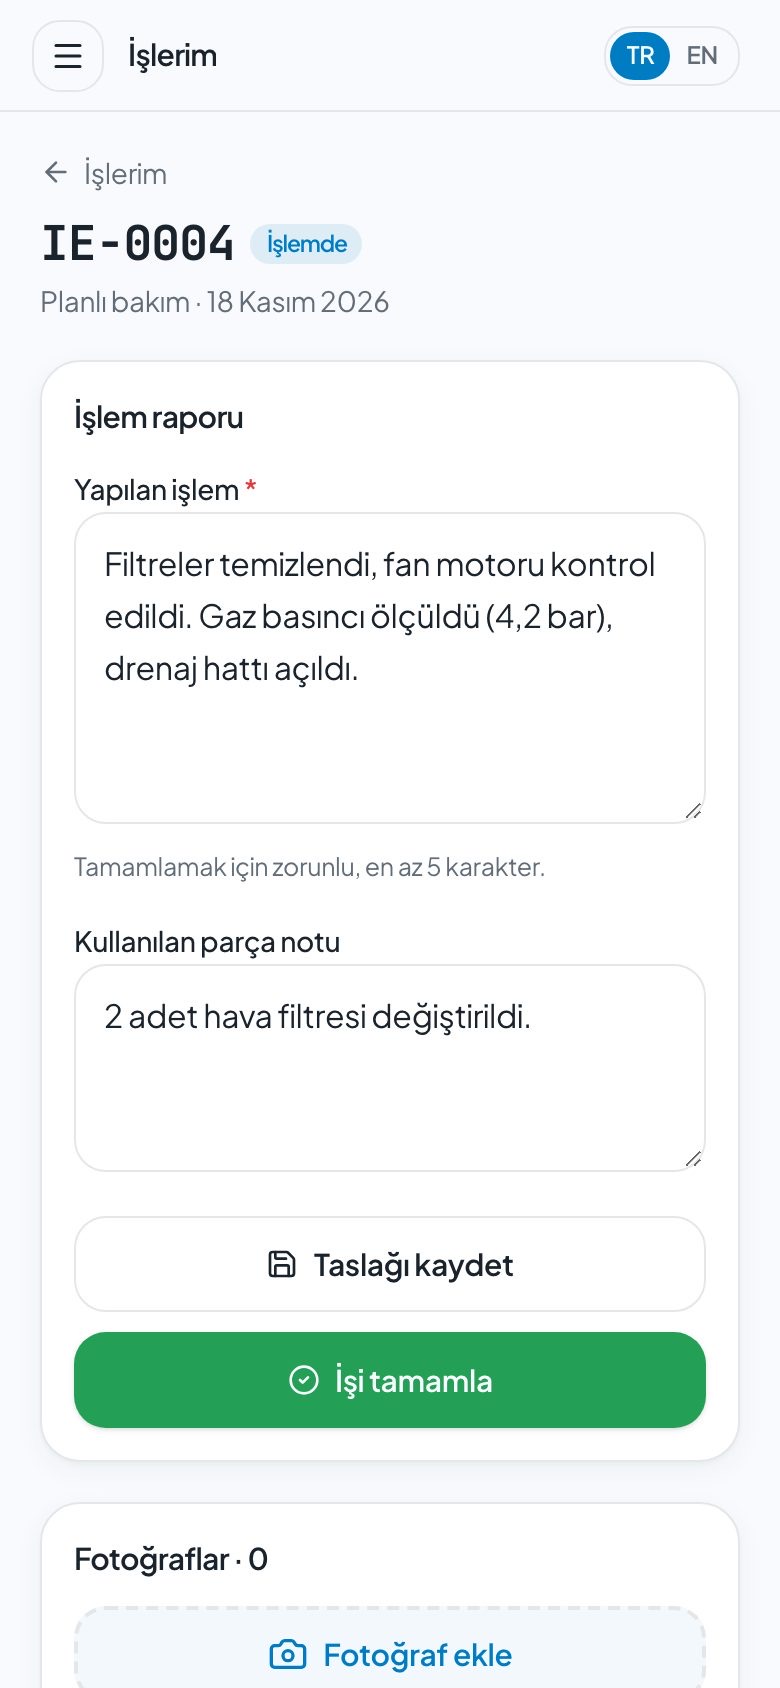 İşlerim
TR EN
İşlerim
IE-0004 İşlemde
Planlı bakım · 18 Kasım 2026
İşlem raporu
Yapılan işlem *
Filtreler temizlendi, fan motoru kontrol
edildi. Gaz basıncı ölçüldü (4,2 bar),
drenaj hattı açıldı.
Tamamlamak için zorunlu, en az 5 karakter.
Kullanılan parça notu
2 adet hava filtresi değiştirildi.
Taslağı kaydet
İşi tamamla
Fotoğraflar · 0
Fotoğraf ekle